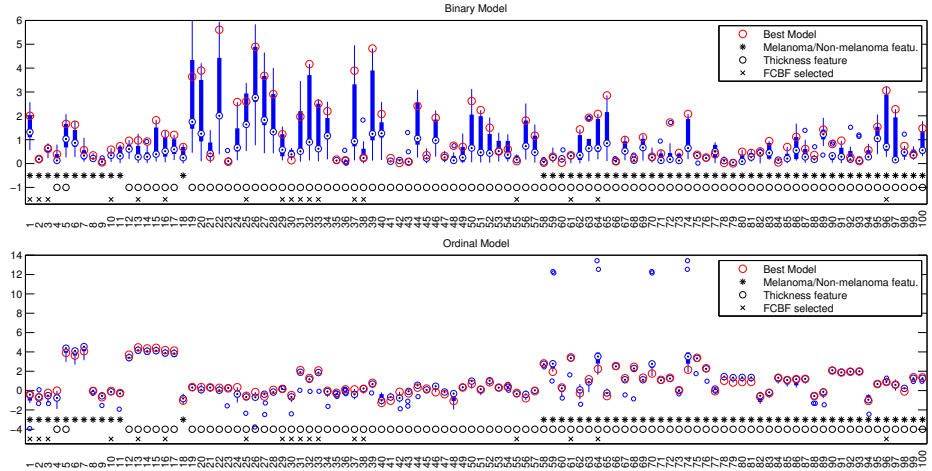 Binary Model
6
5
4
3
2
1
0
−1
Best Model
Melanoma/Non-melanoma featu.
Thickness feature
FCBF selected
1 2 3 4 5 6 7 8 9 10 11 12 13 14 15 16 17 18 19 20 21 22 23 24 25 26 27 28 29 30 31 32 33 34 35 36 37 38 39 40 41 42 43 44 45 46 47 48 49 50 51 52 53 54 55 56 57 58 59 60 61 62 63 64 65 66 67 68 69 70 71 72 73 74 75 76 77 78 79 80 81 82 83 84 85 86 87 88 89 90 91 92 93 94 95 96 97 98 99 100
Ordinal Model
14
12
10
8
6
4
2
0
−2
−4
Best Model
Melanoma/Non-melanoma featu.
Thickness feature
FCBF selected
1 2 3 4 5 6 7 8 9 10 11 12 13 14 15 16 17 18 19 20 21 22 23 24 25 26 27 28 29 30 31 32 33 34 35 36 37 38 39 40 41 42 43 44 45 46 47 48 49 50 51 52 53 54 55 56 57 58 59 60 61 62 63 64 65 66 67 68 69 70 71 72 73 74 75 76 77 78 79 80 81 82 83 84 85 86 87 88 89 90 91 92 93 94 95 96 97 98 99 100